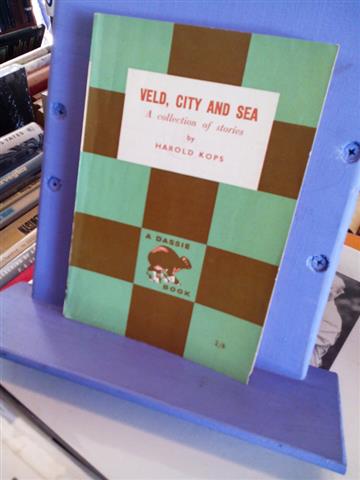 VELD, CITY AND SEA
A collection of stories
by
HAROLD KOPS
A DASSIE
BOOK